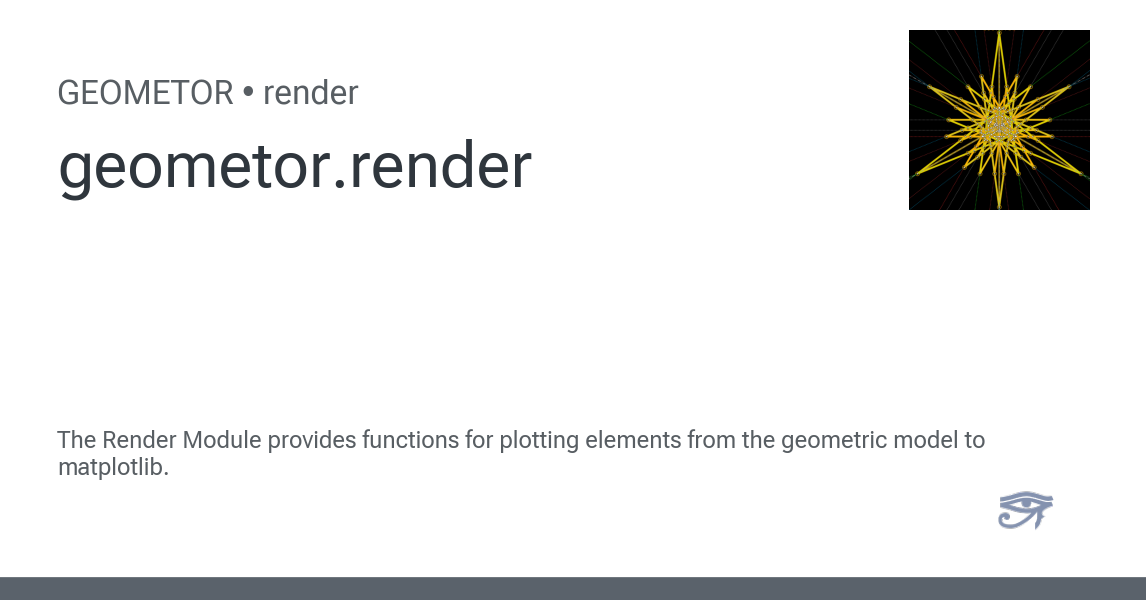 GEOMETOR • render
geometor.render
The Render Module provides functions for plotting elements from the geometric model to
matplotlib.